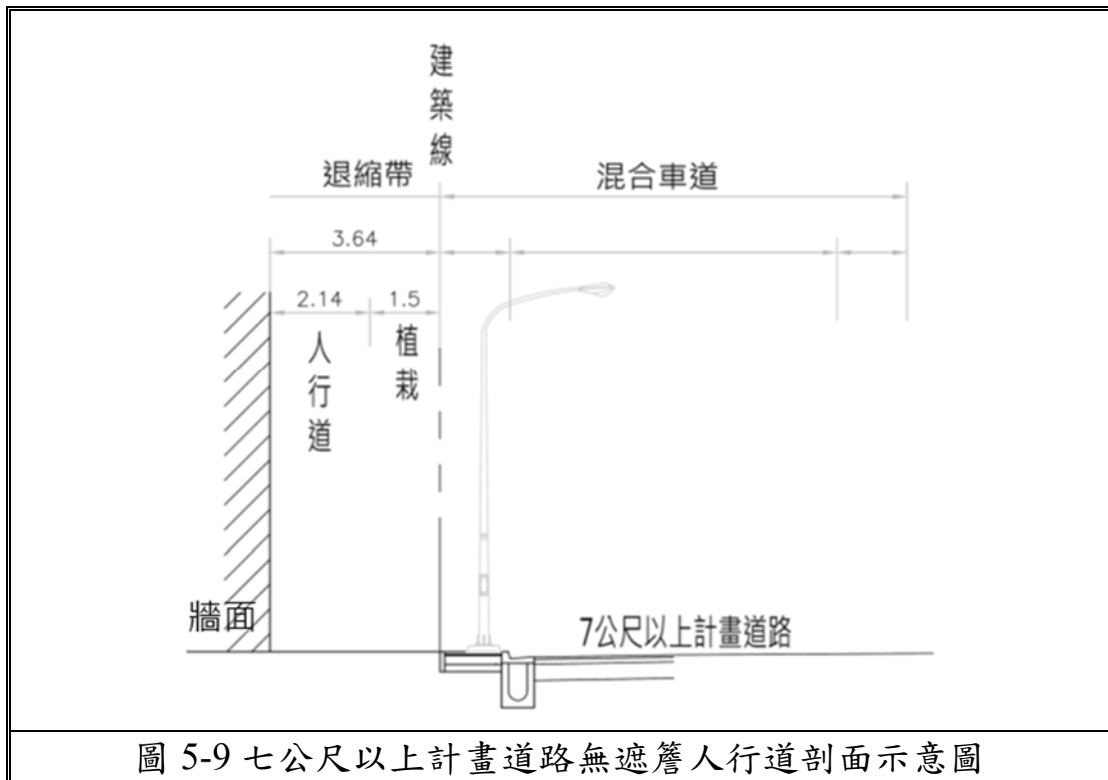 建築線
退縮帶
混合車道
3.64
2.14
1.5
人行道
植栽
牆面
7公尺以上計畫道路
圖 5-9 七公尺以上計畫道路無遮簷人行道剖面示意圖